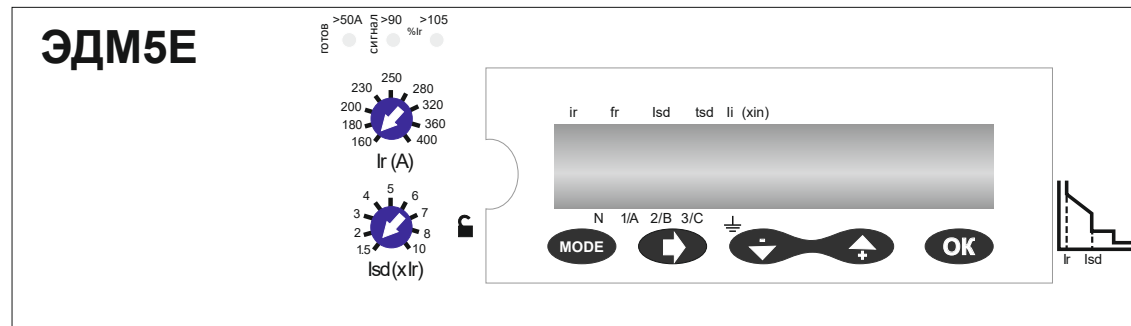 ЭДМ5Е
готов >50A сигнал >90 %Ir >105
160 180 200 230 250 280 320 360 400
Ir (A)
1.5 2 3 4 5 6 7 8 10
Isd(xIr)
ir fr Isd tsd Ii (xin)
N 1/A 2/B 3/C
MODE - + OK
Ir Isd